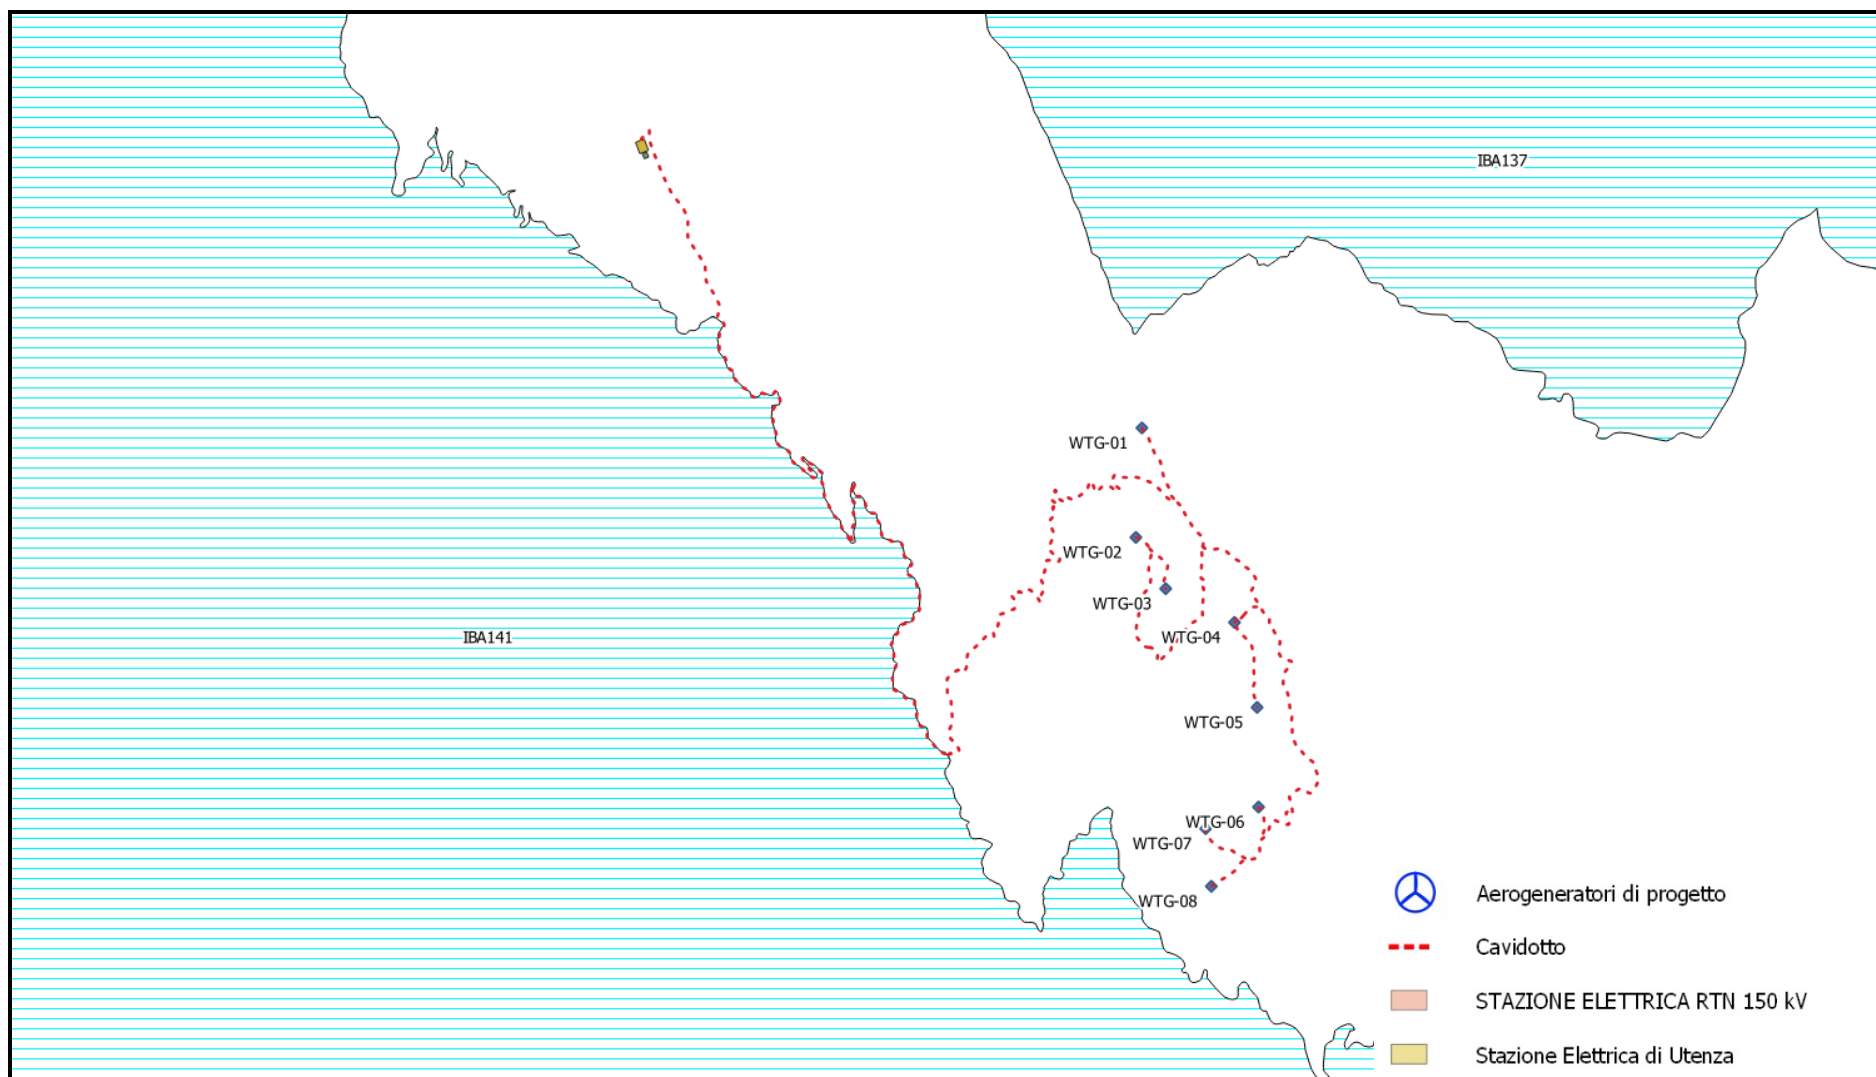 IBA137
WTG-01
WTG-02
WTG-03
WTG-04
IBA141
WTG-05
WTG-06
WTG-07
WTG-08
Aerogeneratori di progetto
Cavidotto
STAZIONE ELETTRICA RTN 150 kV
Stazione Elettrica di Utenza